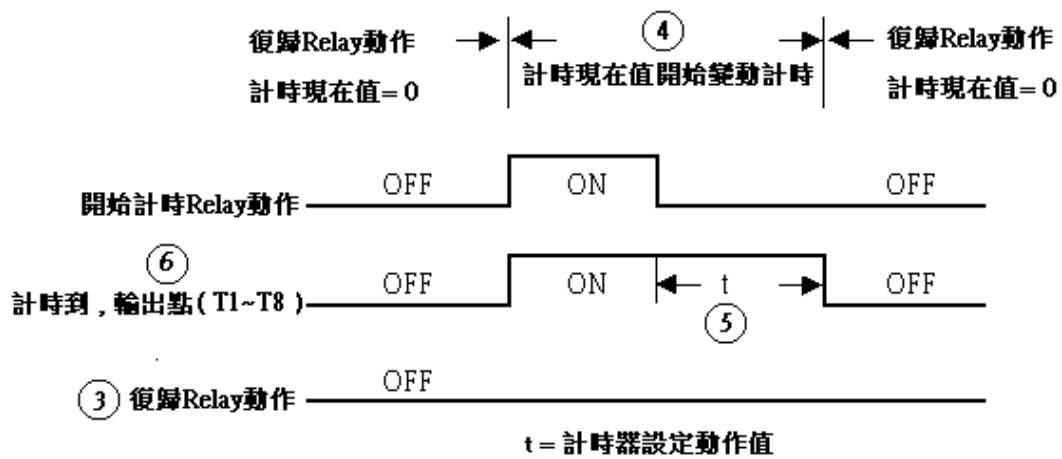 復歸Relay動作
計時現在值= 0
④
計時現在值開始變動計時
復歸Relay動作
計時現在值= 0
開始計時Relay動作 OFF ON OFF
⑥
計時到,輸出點( T1~T8 ) OFF ON t OFF
⑤
③ 復歸Relay動作 OFF
t = 計時器設定動作值